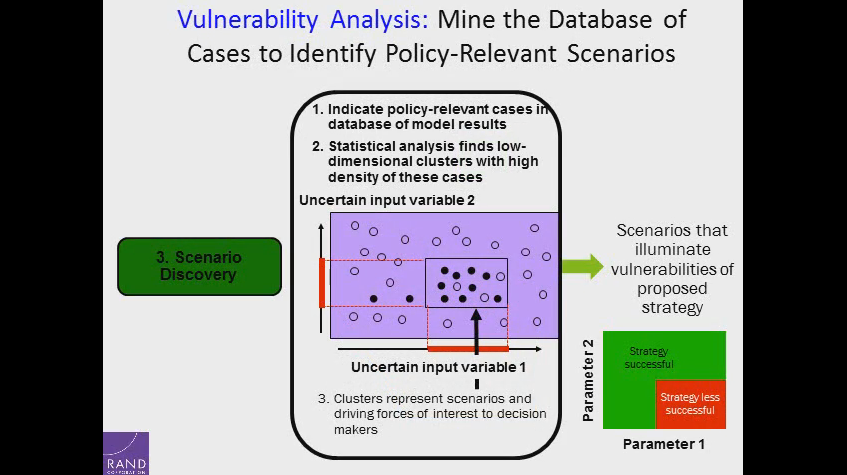 Vulnerability Analysis: Mine the Database of
Cases to Identify Policy-Relevant Scenarios
1. Indicate policy-relevant cases in
database of model results
2. Statistical analysis finds low-
dimensional clusters with high
density of these cases
Uncertain input variable 2
3. Scenario
Discovery
Uncertain input variable 1
3. Clusters represent scenarios and
driving forces of interest to decision
makers
Scenarios that
illuminate
vulnerabilities of
proposed
strategy
Parameter 2
Strategy
successful
Strategy less
successful
Parameter 1
RAND
CORPORATION